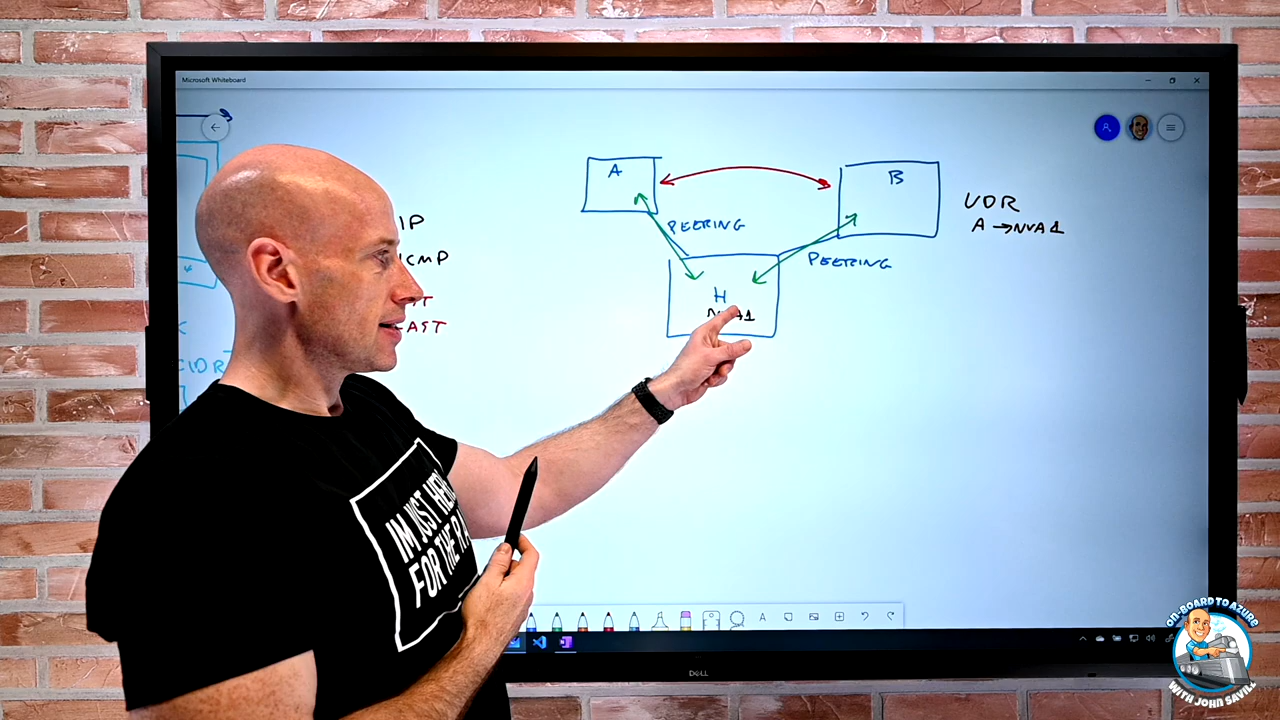 Microsoft Whiteboard
IP
ICMP
AST
CIDR
A
B
PEERING
PEERING
H
UDR
A → NVA1
IM JUST HERE
FOR THE
DELL
ON-BOARD TO AZURE
WITH JOHN SAVILL